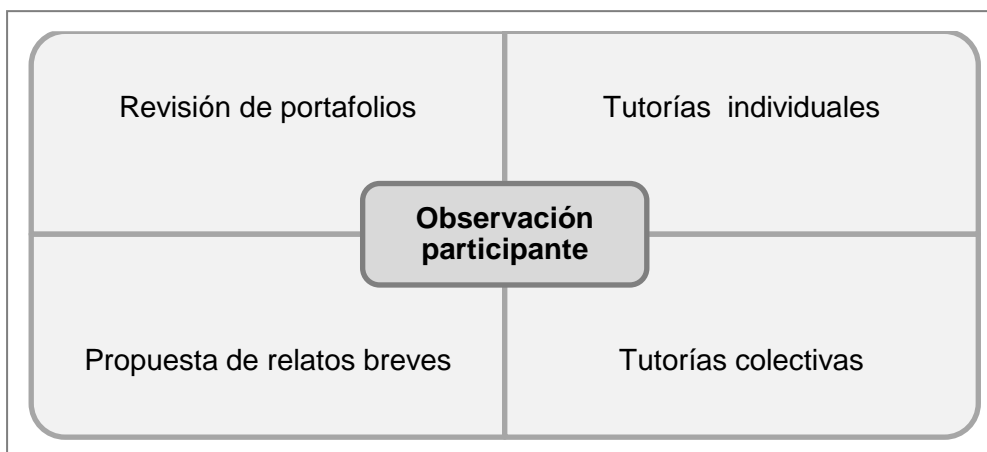 Revisión de portafolios
Tutorías individuales
Observación
participante
Propuesta de relatos breves
Tutorías colectivas